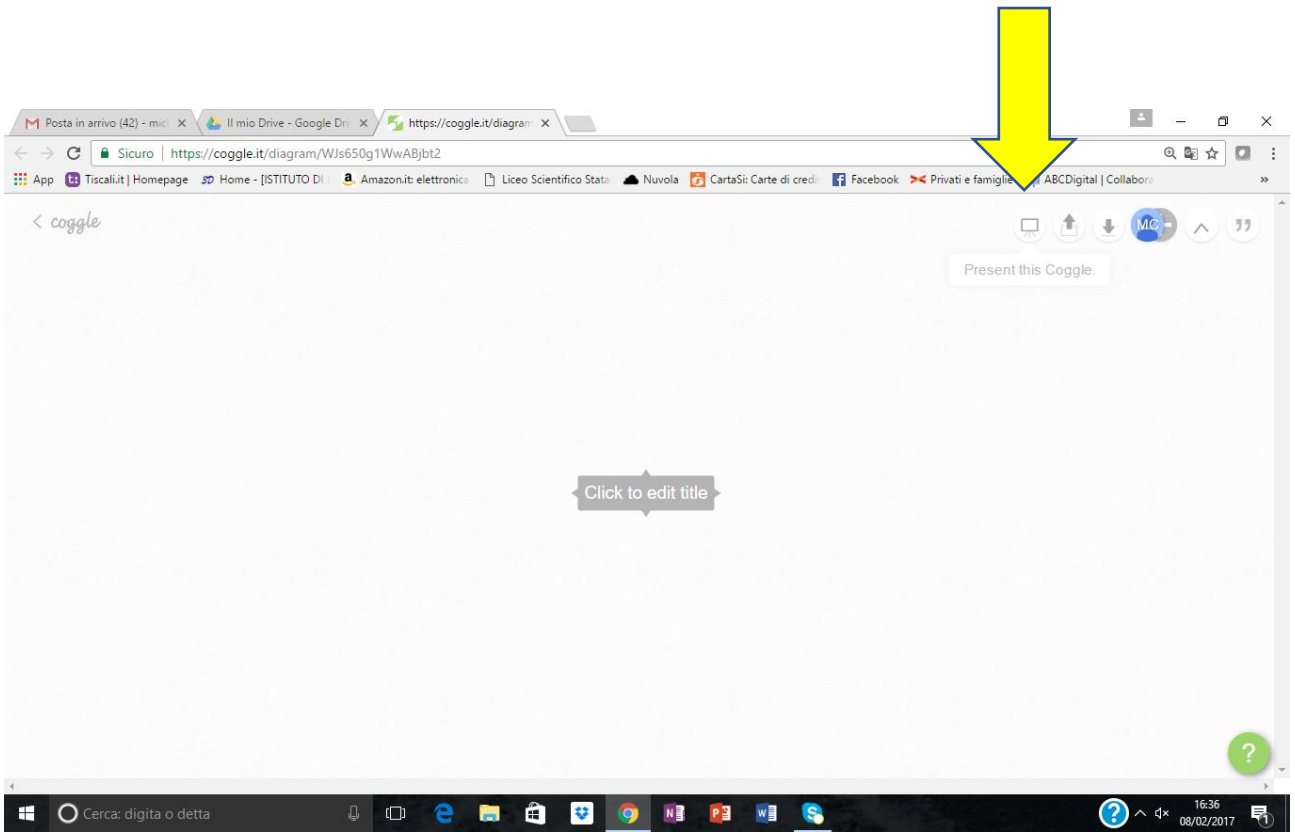 Posta in arrivo (42) - mic
Il mio Drive - Google Dri
https://coggle.it/diagram
Sicuro | https://coggle.it/diagram/WJs650g1WwABjbt2
App
Tiscali.it | Homepage
Home - [ISTITUTO DI
Amazon.it: elettronica
Liceo Scientifico Stata
Nuvola
CartaSi: Carte di credi
Facebook
Privati e famiglie
ABCDigital | Collabora
coggle
MC
Present this Coggle.
Click to edit title
?
Cerca: digita o detta
?
16:36
08/02/2017
1